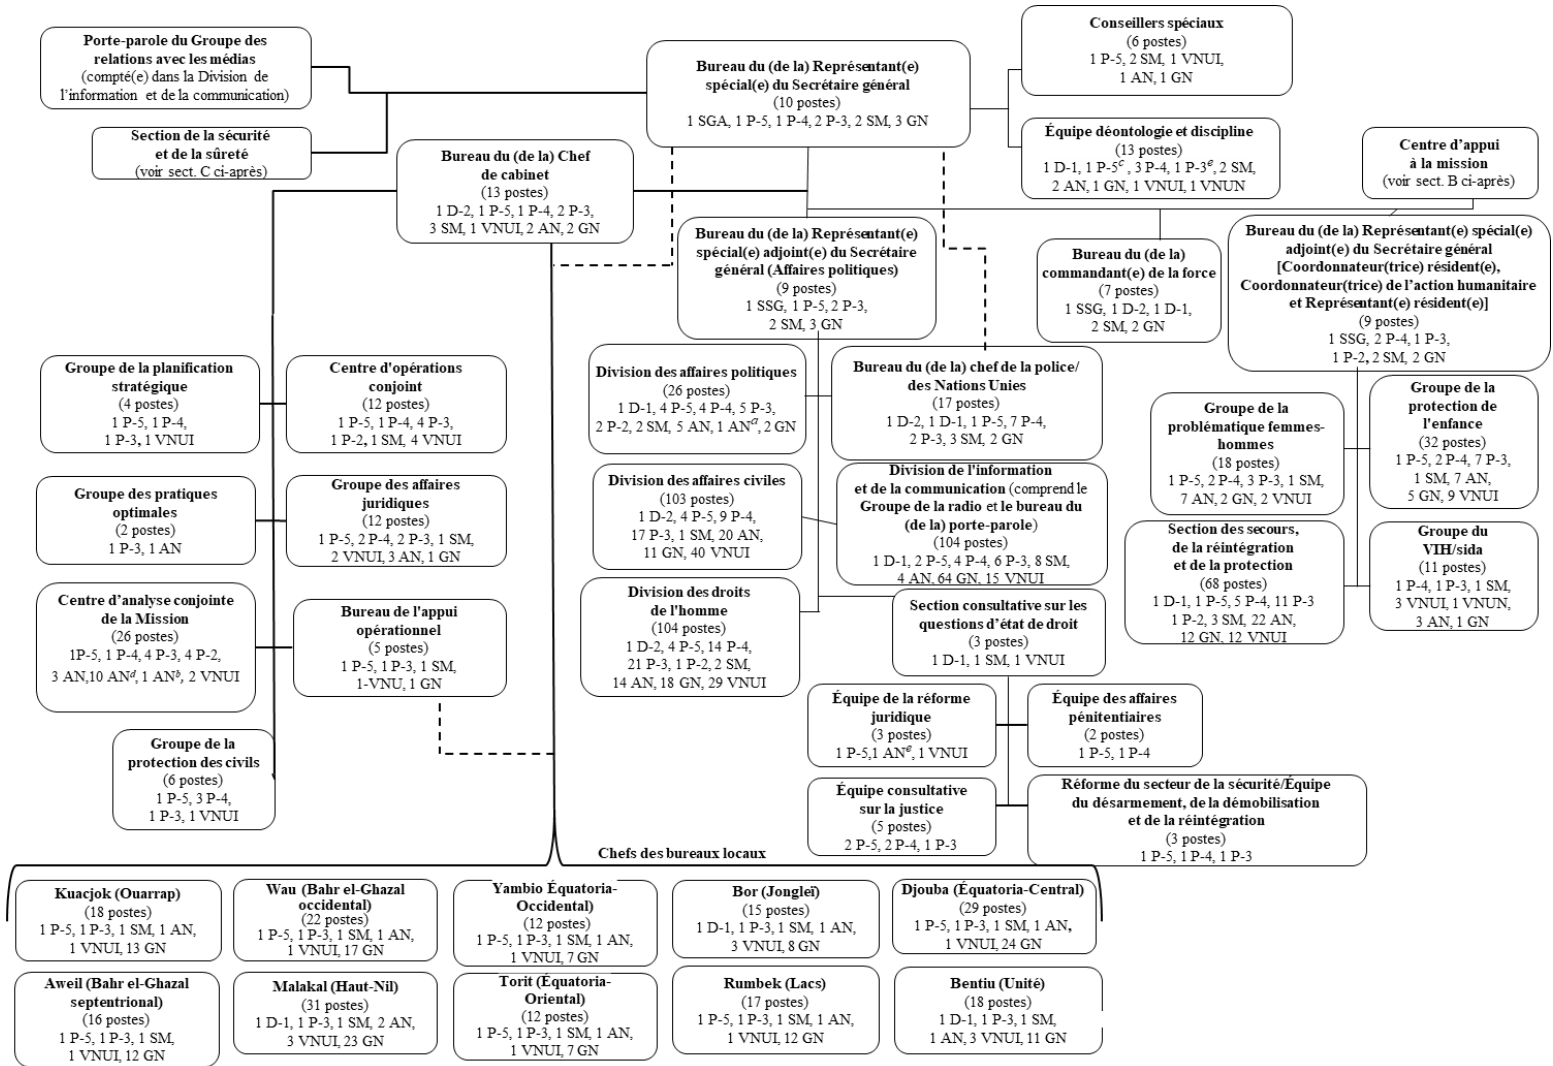 Porte-parole du Groupe des
relations avec les médias
(compté(e) dans la Division de
l'information et de la communication)
Section de la sécurité
et de la sûreté
(voir sect. C ci-après)
Bureau du (de la) Représentant(e)
spécial(e) du Secrétaire général
(10 postes)
1 SGA, 1 P-5, 1 P-4, 2 P-3, 2 SM, 3 GN
Conseillers spéciaux
(6 postes)
1 P-5, 2 SM, 1 VNUI,
1 AN, 1 GN
Équipe déontologie et discipline
(13 postes)
1 D-1, 1 P-5c , 3 P-4, 1 P-3e, 2 SM,
2 AN, 1 GN, 1 VNUI, 1 VNUN
Centre d'appui
à la mission
(voir sect. B ci-après)
Bureau du (de la) Chef
de cabinet
(13 postes)
1 D-2, 1 P-5, 1 P-4, 2 P-3,
3 SM, 1 VNUI, 2 AN, 2 GN
Bureau du (de la) Représentant(e)
spécial(e) adjoint(e) du Secrétaire
général (Affaires politiques)
(9 postes)
1 SSG, 1 P-5, 2 P-3,
2 SM, 3 GN
Bureau du (de la)
commandant(e) de la force
(7 postes)
1 SSG, 1 D-2, 1 D-1,
2 SM, 2 GN
Bureau du (de la) Représentant(e) spécial(e)
adjoint(e) du Secrétaire général
[Coordonnateur(trice) résident(e),
Coordonnateur(trice) de l'action humanitaire
et Représentant(e) résident(e)]
(9 postes)
1 SSG, 2 P-4, 1 P-3,
1 P-2, 2 SM, 2 GN
Groupe de la planification
stratégique
(4 postes)
1 P-5, 1 P-4,
1 P-3, 1 VNUI
Centre d'opérations
conjoint
(12 postes)
1 P-5, 1 P-4, 4 P-3,
1 P-2, 1 SM, 4 VNUI
Division des affaires politiques
(26 postes)
1 D-1, 4 P-5, 4 P-4, 5 P-3,
2 P-2, 2 SM, 5 AN, 1 ANa, 2 GN
Bureau du (de la) chef de la police/
des Nations Unies
(17 postes)
1 D-2, 1 D-1, 1 P-5, 7 P-4,
2 P-3, 3 SM, 2 GN
Groupe de la
problématique femmes-
hommes
(18 postes)
1 P-5, 2 P-4, 3 P-3, 1 SM,
7 AN, 2 GN, 2 VNUI
Groupe de la
protection de
l'enfance
(32 postes)
1 P-5, 2 P-4, 7 P-3,
1 SM, 7 AN,
5 GN, 9 VNUI
Groupe des pratiques
optimales
(2 postes)
1 P-3, 1 AN
Groupe des affaires
juridiques
(12 postes)
1 P-5, 2 P-4, 2 P-3, 1 SM,
2 VNUI, 3 AN, 1 GN
Division des affaires civiles
(103 postes)
1 D-2, 4 P-5, 9 P-4,
17 P-3, 1 SM, 20 AN,
11 GN, 40 VNUI
Division de l'information
et de la communication (comprend le
Groupe de la radio et le bureau du
(de la) porte-parole)
(104 postes)
1 D-1, 2 P-5, 4 P-4, 6 P-3, 8 SM,
4 AN, 64 GN, 15 VNUI
Section des secours,
de la réintégration
et de la protection
(68 postes)
1 D-1, 1 P-5, 5 P-4, 11 P-3
1 P-2, 3 SM, 22 AN,
12 GN, 12 VNUI
Groupe du
VIH/sida
(11 postes)
1 P-4, 1 P-3, 1 SM,
3 VNUI, 1 VNUN,
3 AN, 1 GN
Centre d'analyse conjointe
de la Mission
(26 postes)
1P-5, 1 P-4, 4 P-3, 4 P-2,
3 AN,10 ANd, 1 ANb, 2 VNUI
Bureau de l'appui
opérationnel
(5 postes)
1 P-5, 1 P-3, 1 SM,
1-VNU, 1 GN
Division des droits
de l'homme
(104 postes)
1 D-2, 4 P-5, 14 P-4,
21 P-3, 1 P-2, 2 SM,
14 AN, 18 GN, 29 VNUI
Section consultative sur les
questions d'état de droit
(3 postes)
1 D-1, 1 SM, 1 VNUI
Groupe de la
protection des civils
(6 postes)
1 P-5, 3 P-4,
1 P-3, 1 VNUI
Équipe de la réforme
juridique
(3 postes)
1 P-5,1 ANe, 1 VNUI
Équipe des affaires
pénitentiaires
(2 postes)
1 P-5, 1 P-4
Équipe consultative
sur la justice
(5 postes)
2 P-5, 2 P-4, 1 P-3
Réforme du secteur de la sécurité/Équipe
du désarmement, de la démobilisation
et de la réintégration
(3 postes)
1 P-5, 1 P-4, 1 P-3
Chefs des bureaux locaux
Kuacjok (Ouarrap)
(18 postes)
1 P-5, 1 P-3, 1 SM, 1 AN,
1 VNUI, 13 GN
Wau (Bahr el-Ghazal
occidental)
(22 postes)
1 P-5, 1 P-3, 1 SM, 1 AN,
1 VNUI, 17 GN
Yambio Équatoria-
Occidental)
(12 postes)
1 P-5, 1 P-3, 1 SM, 1 AN,
1 VNUI, 7 GN
Bor (Jongleï)
(15 postes)
1 D-1, 1 P-3, 1 SM, 1 AN,
3 VNUI, 8 GN
Djouba (Équatoria-Central)
(29 postes)
1 P-5, 1 P-3, 1 SM, 1 AN,
1 VNUI, 24 GN
Aweil (Bahr el-Ghazal
septentrional)
(16 postes)
1 P-5, 1 P-3, 1 SM,
1 VNUI, 12 GN
Malakal (Haut-Nil)
(31 postes)
1 D-1, 1 P-3, 1 SM, 2 AN,
3 VNUI, 23 GN
Torit (Équatoria-
Oriental)
(12 postes)
1 P-5, 1 P-3, 1 SM, 1 AN,
1 VNUI, 7 GN
Rumbek (Lacs)
(17 postes)
1 P-5, 1 P-3, 1 SM, 1 AN,
1 VNUI, 12 GN
Bentiu (Unité)
(18 postes)
1 D-1, 1 P-3, 1 SM,
1 AN, 3 VNUI, 11 GN